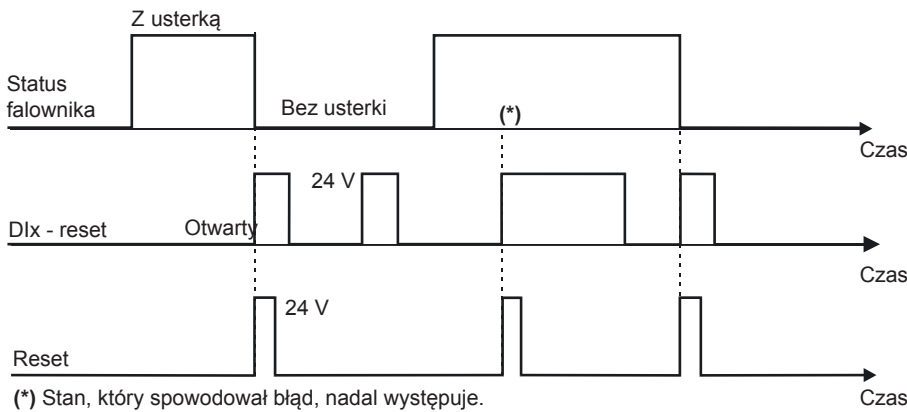 Z usterką
Status
falownika
Bez usterki
(*)
Czas
24 V
DIx - reset
Otwarty
Czas
24 V
Reset
Czas
(*) Stan, który spowodował błąd, nadal występuje.